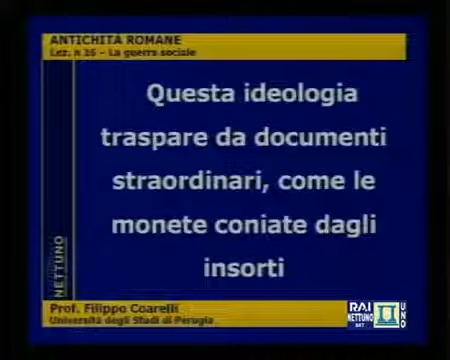 ANTICHITÀ ROMANE
Lez. n 16 - La guerra sociale
Questa ideologia
traspare da documenti
straordinari, come le
monete coniate dagli
insorti
NETTUNO
Prof. Filippo Coarelli
Università degli Studi di Perugia
RAI
NETTUNO
SAT
UNO